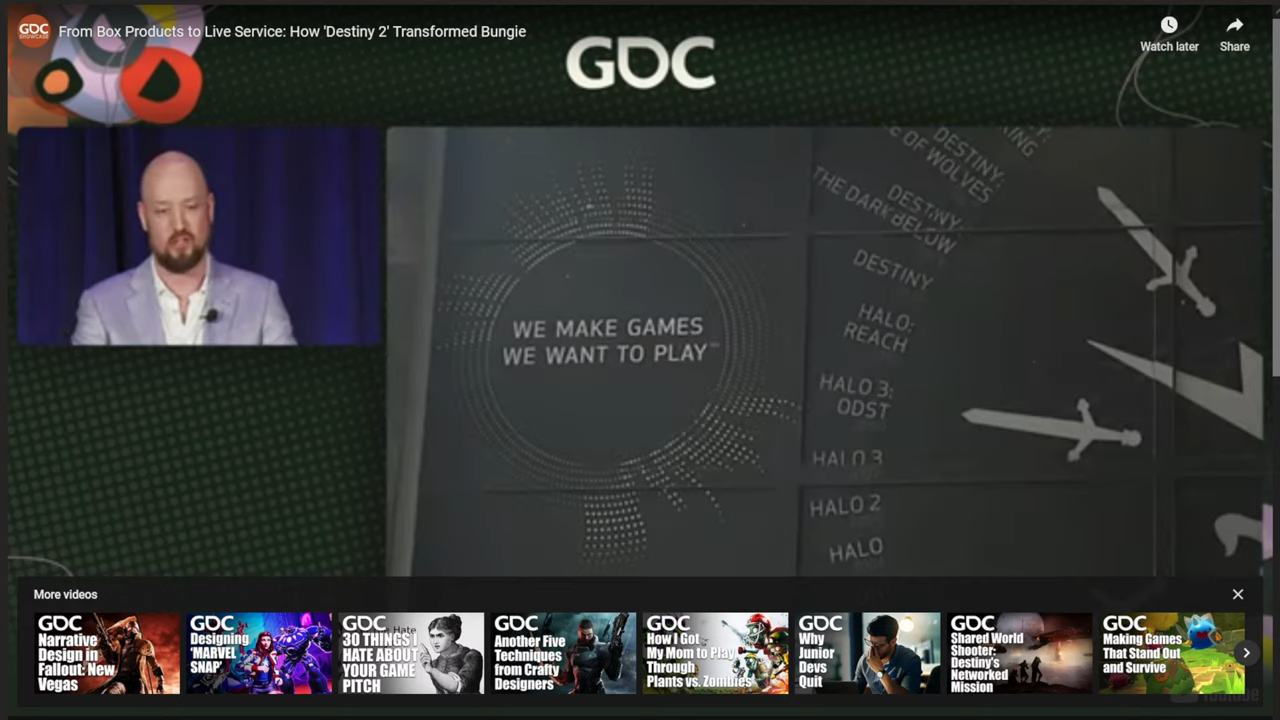 GDC
SHOWCASE
From Box Products to Live Service: How 'Destiny 2' Transformed Bungie
Watch later
Share
GDC
WE MAKE GAMES
WE WANT TO PLAY™
DESTINY:
OF WOLVES
DESTINY:
THE DARK BELOW
DESTINY
HALO:
REACH
HALO 3:
ODST
HALO 3
HALO 2
HALO
More videos
GDC
Narrative
Design in
Fallout: New
Vegas
GDC
Designing
'MARVEL
SNAP'
GDC
Hate
30 THINGS I
HATE ABOUT
YOUR GAME
PITCH
GDC
Another Five
Techniques
from Crafty
Designers
GDC
How I Got
My Mom to Play
Through
Plants vs. Zombies
GDC
Why
Junior
Devs
Quit
GDC
Shared World
Shooter:
Destiny's
Networked
Mission
GDC
Making Games
That Stand Out
and Survive
YouTube